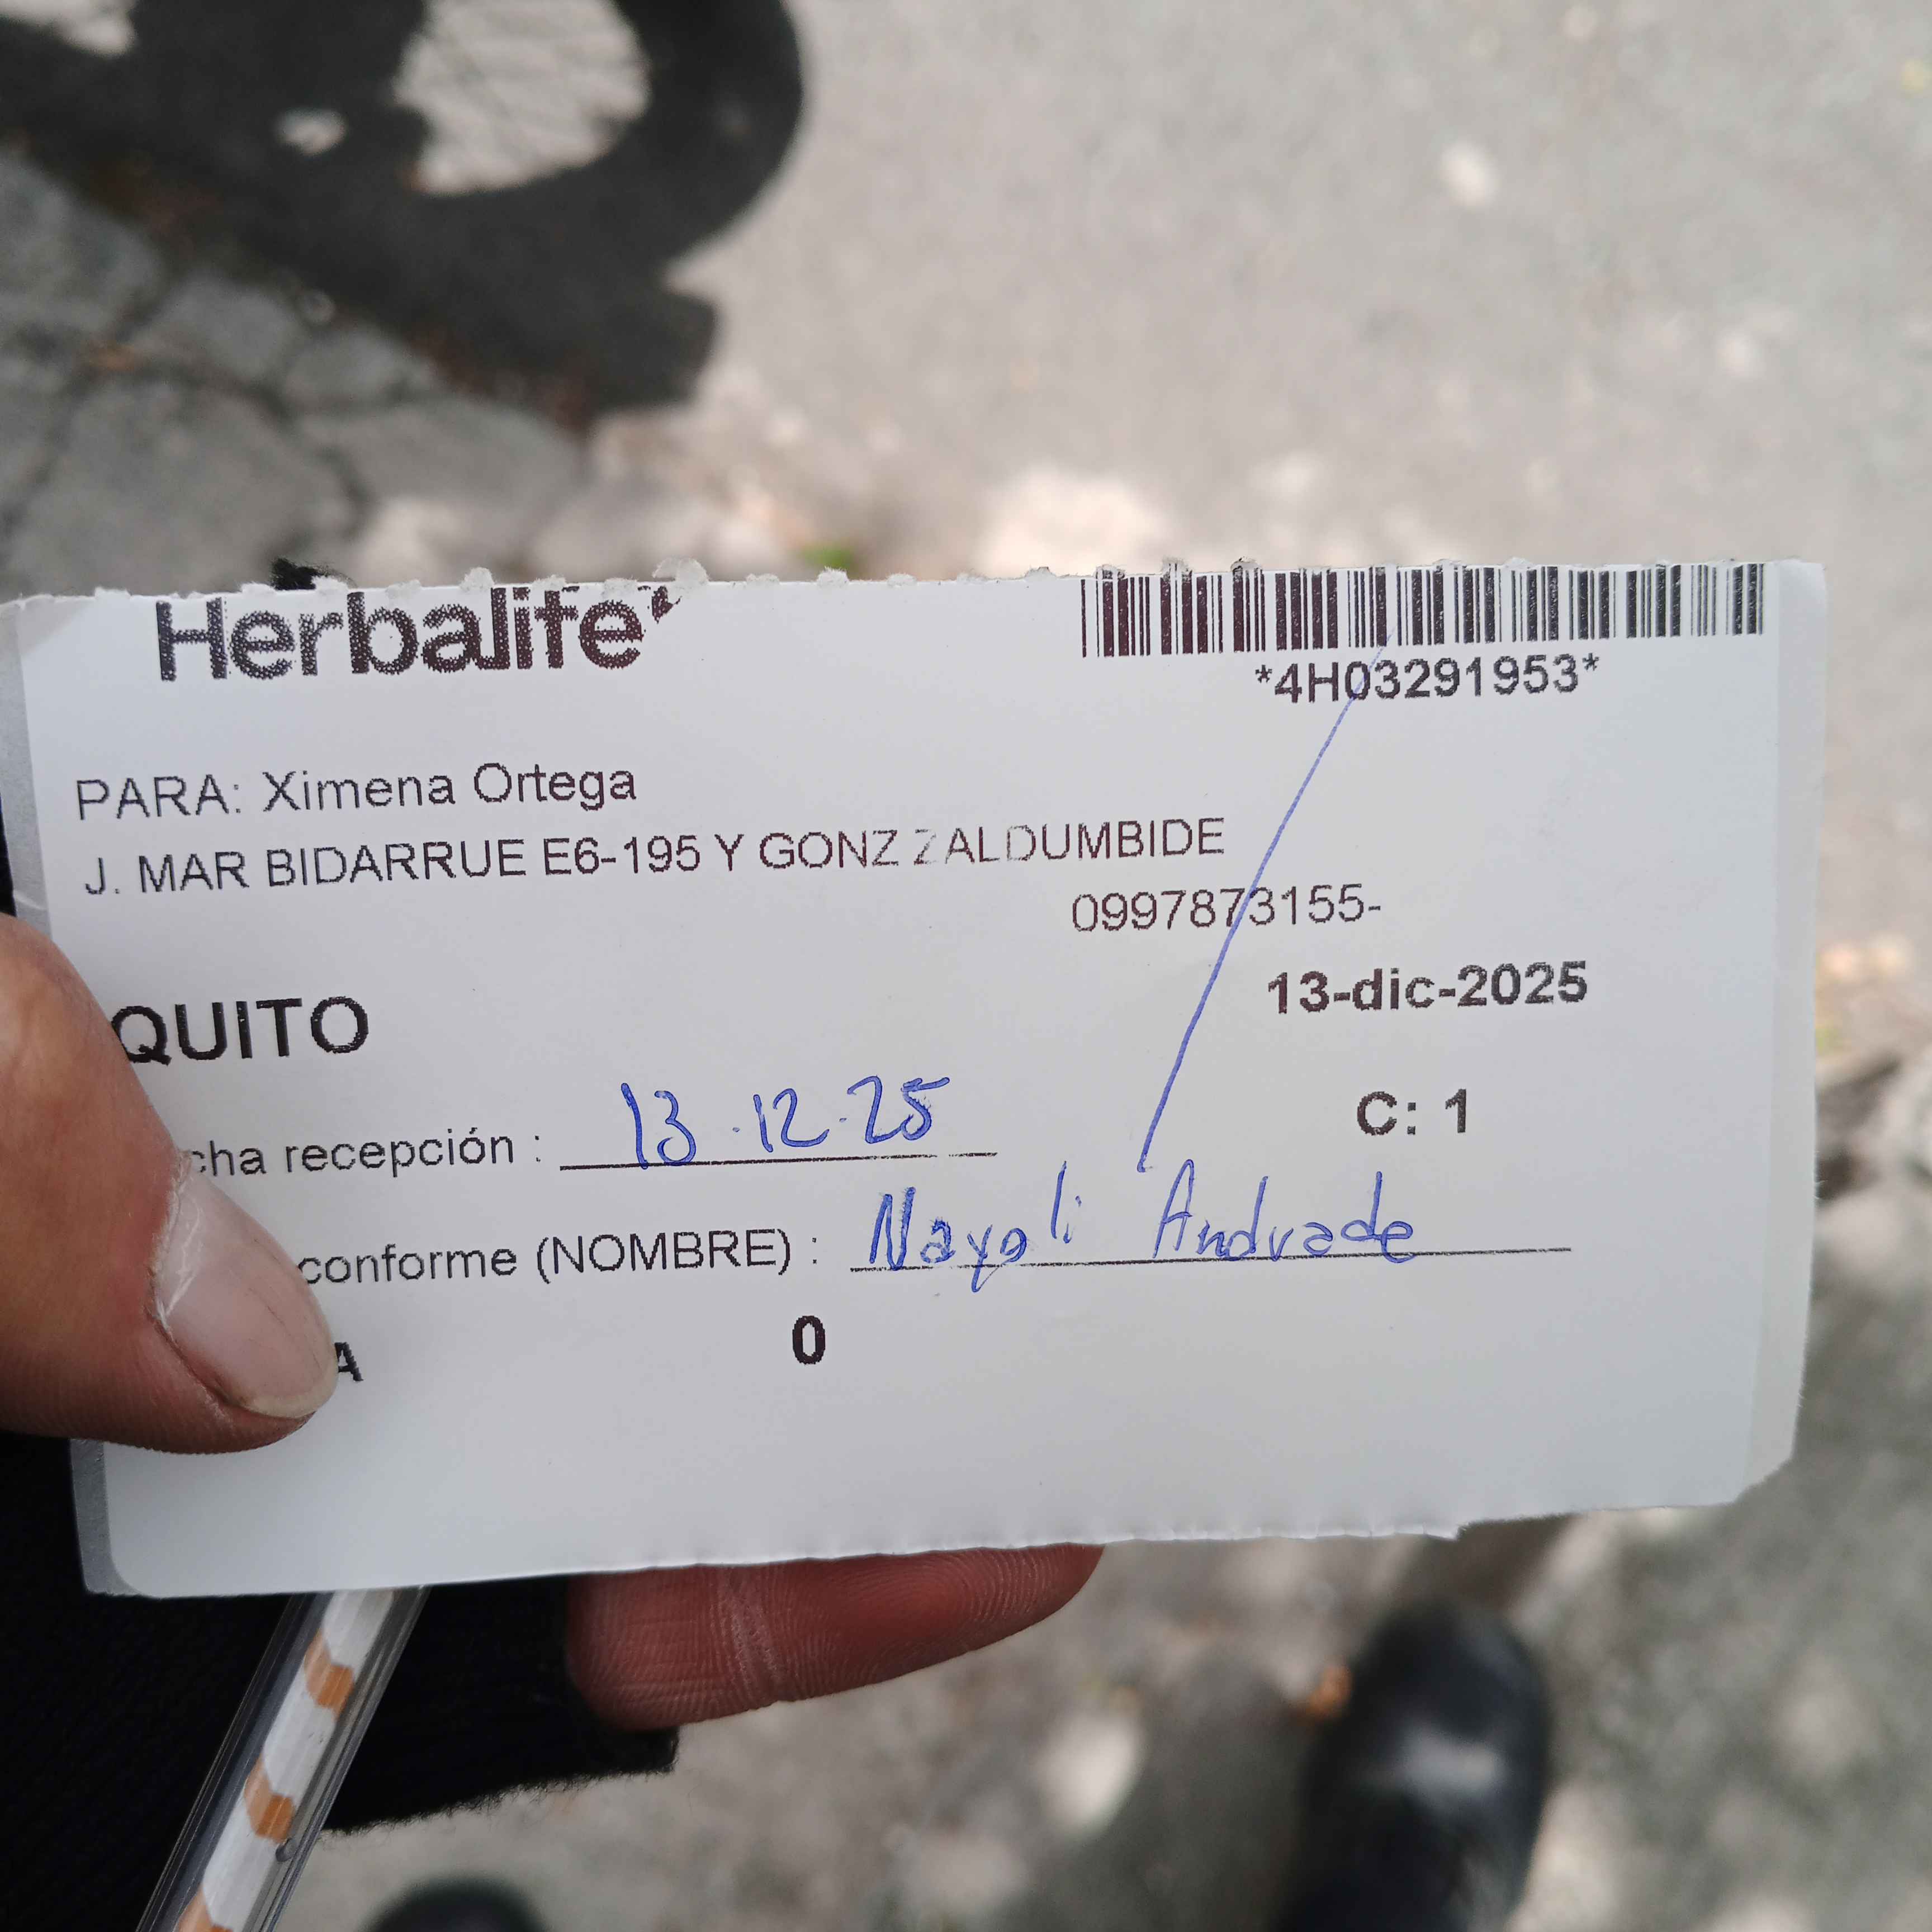 Herbalife
*4H03291953*
PARA: Ximena Ortega
J. MAR BIDARRUE E6-195 Y GONZ ZALDUMBIDE
0997873155-
QUITO
13-dic-2025
cha recepción : 13.12.25
C: 1
conforme (NOMBRE) : Nayeli Andrade
A 0